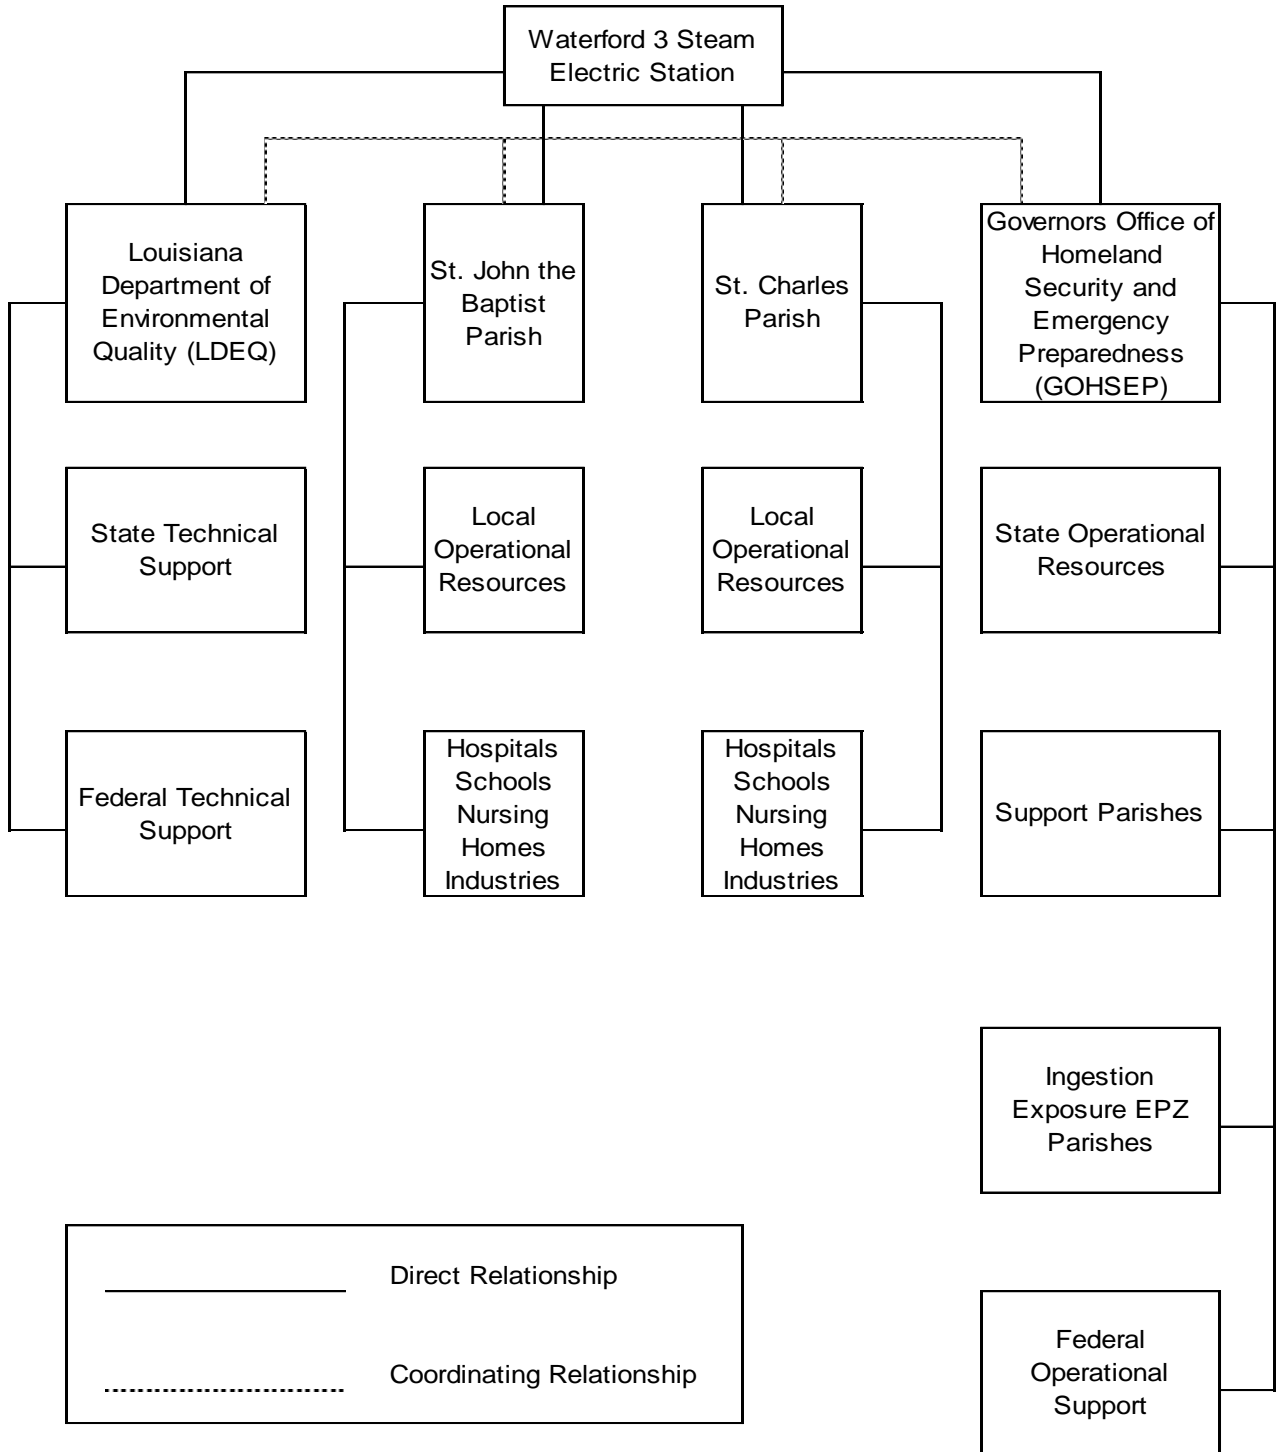 Waterford 3 Steam
Electric Station
Louisiana
Department of
Environmental
Quality (LDEQ)
St. John the
Baptist
Parish
St. Charles
Parish
Governors Office of
Homeland
Security and
Emergency
Preparedness
(GOHSEP)
State Technical
Support
Local
Operational
Resources
Local
Operational
Resources
State Operational
Resources
Federal Technical
Support
Hospitals
Schools
Nursing
Homes
Industries
Hospitals
Schools
Nursing
Homes
Industries
Support Parishes
Ingestion
Exposure EPZ
Parishes
Direct Relationship
Coordinating Relationship
Federal
Operational
Support